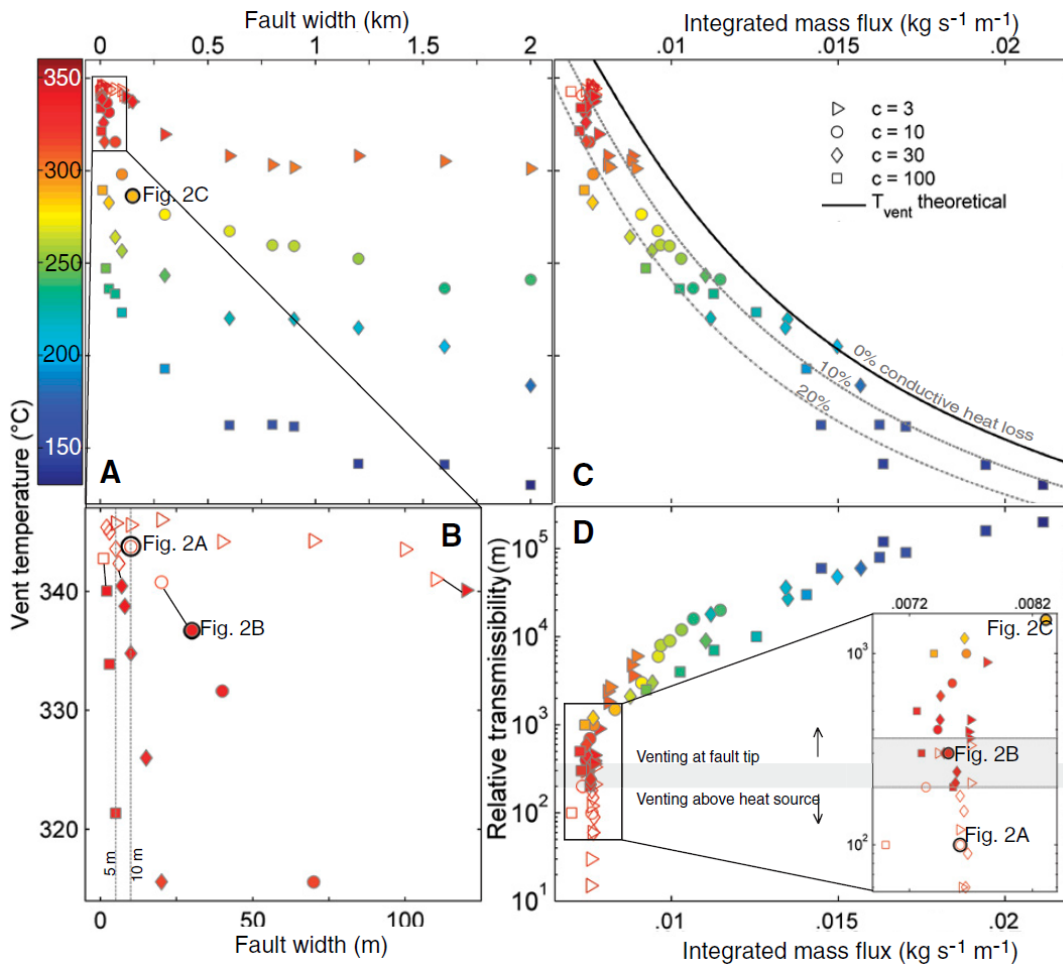 Fault width (km)
Integrated mass flux (kg s⁻¹ m⁻¹)
0 0.5 1 1.5 2
.01 .015 .02
350
300
250
200
150
Vent temperature (°C)
Fig. 2C
A
c = 3
c = 10
c = 30
c = 100
T_vent theoretical
0% conductive heat loss
10%
20%
C
B
Fig. 2A
Fig. 2B
340
330
320
5 m
10 m
0 50 100
Fault width (m)
D
Relative transmissibility(m)
10⁵
10⁴
10³
10²
10¹
Venting at fault tip
Venting above heat source
.0072 .0082
Fig. 2C
10³
Fig. 2B
Fig. 2A
10²
.01 .015 .02
Integrated mass flux (kg s⁻¹ m⁻¹)